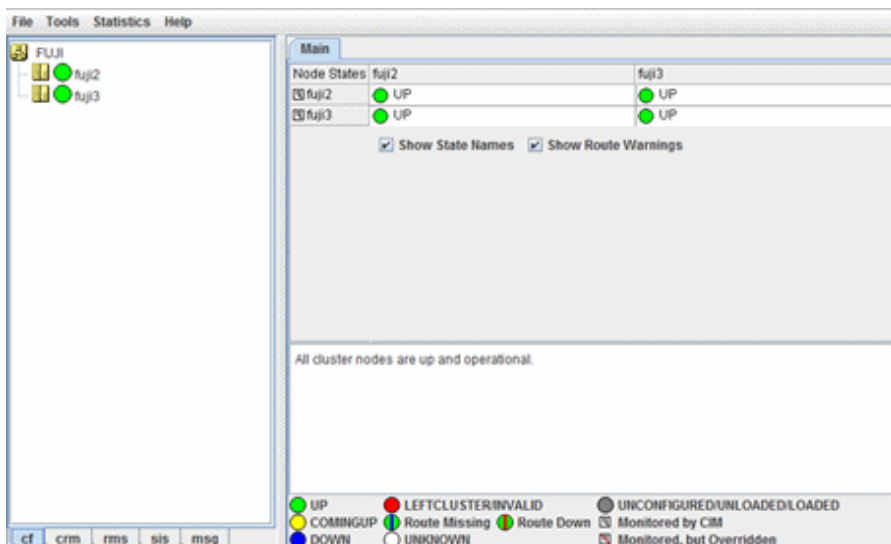 File Tools Statistics Help
FUJI
fuji2
fuji3
cf crm rms sis msg
Main
Node States fuji2 fuji3
fuji2 UP UP
fuji3 UP UP
Show State Names Show Route Warnings
All cluster nodes are up and operational.
UP LEFTCLUSTER/INVALID UNCONFIGURED/UNLOADED/LOADED
COMINGUP Route Missing Route Down Monitored by CIM
DOWN UNKNOWN Monitored, but Overridden